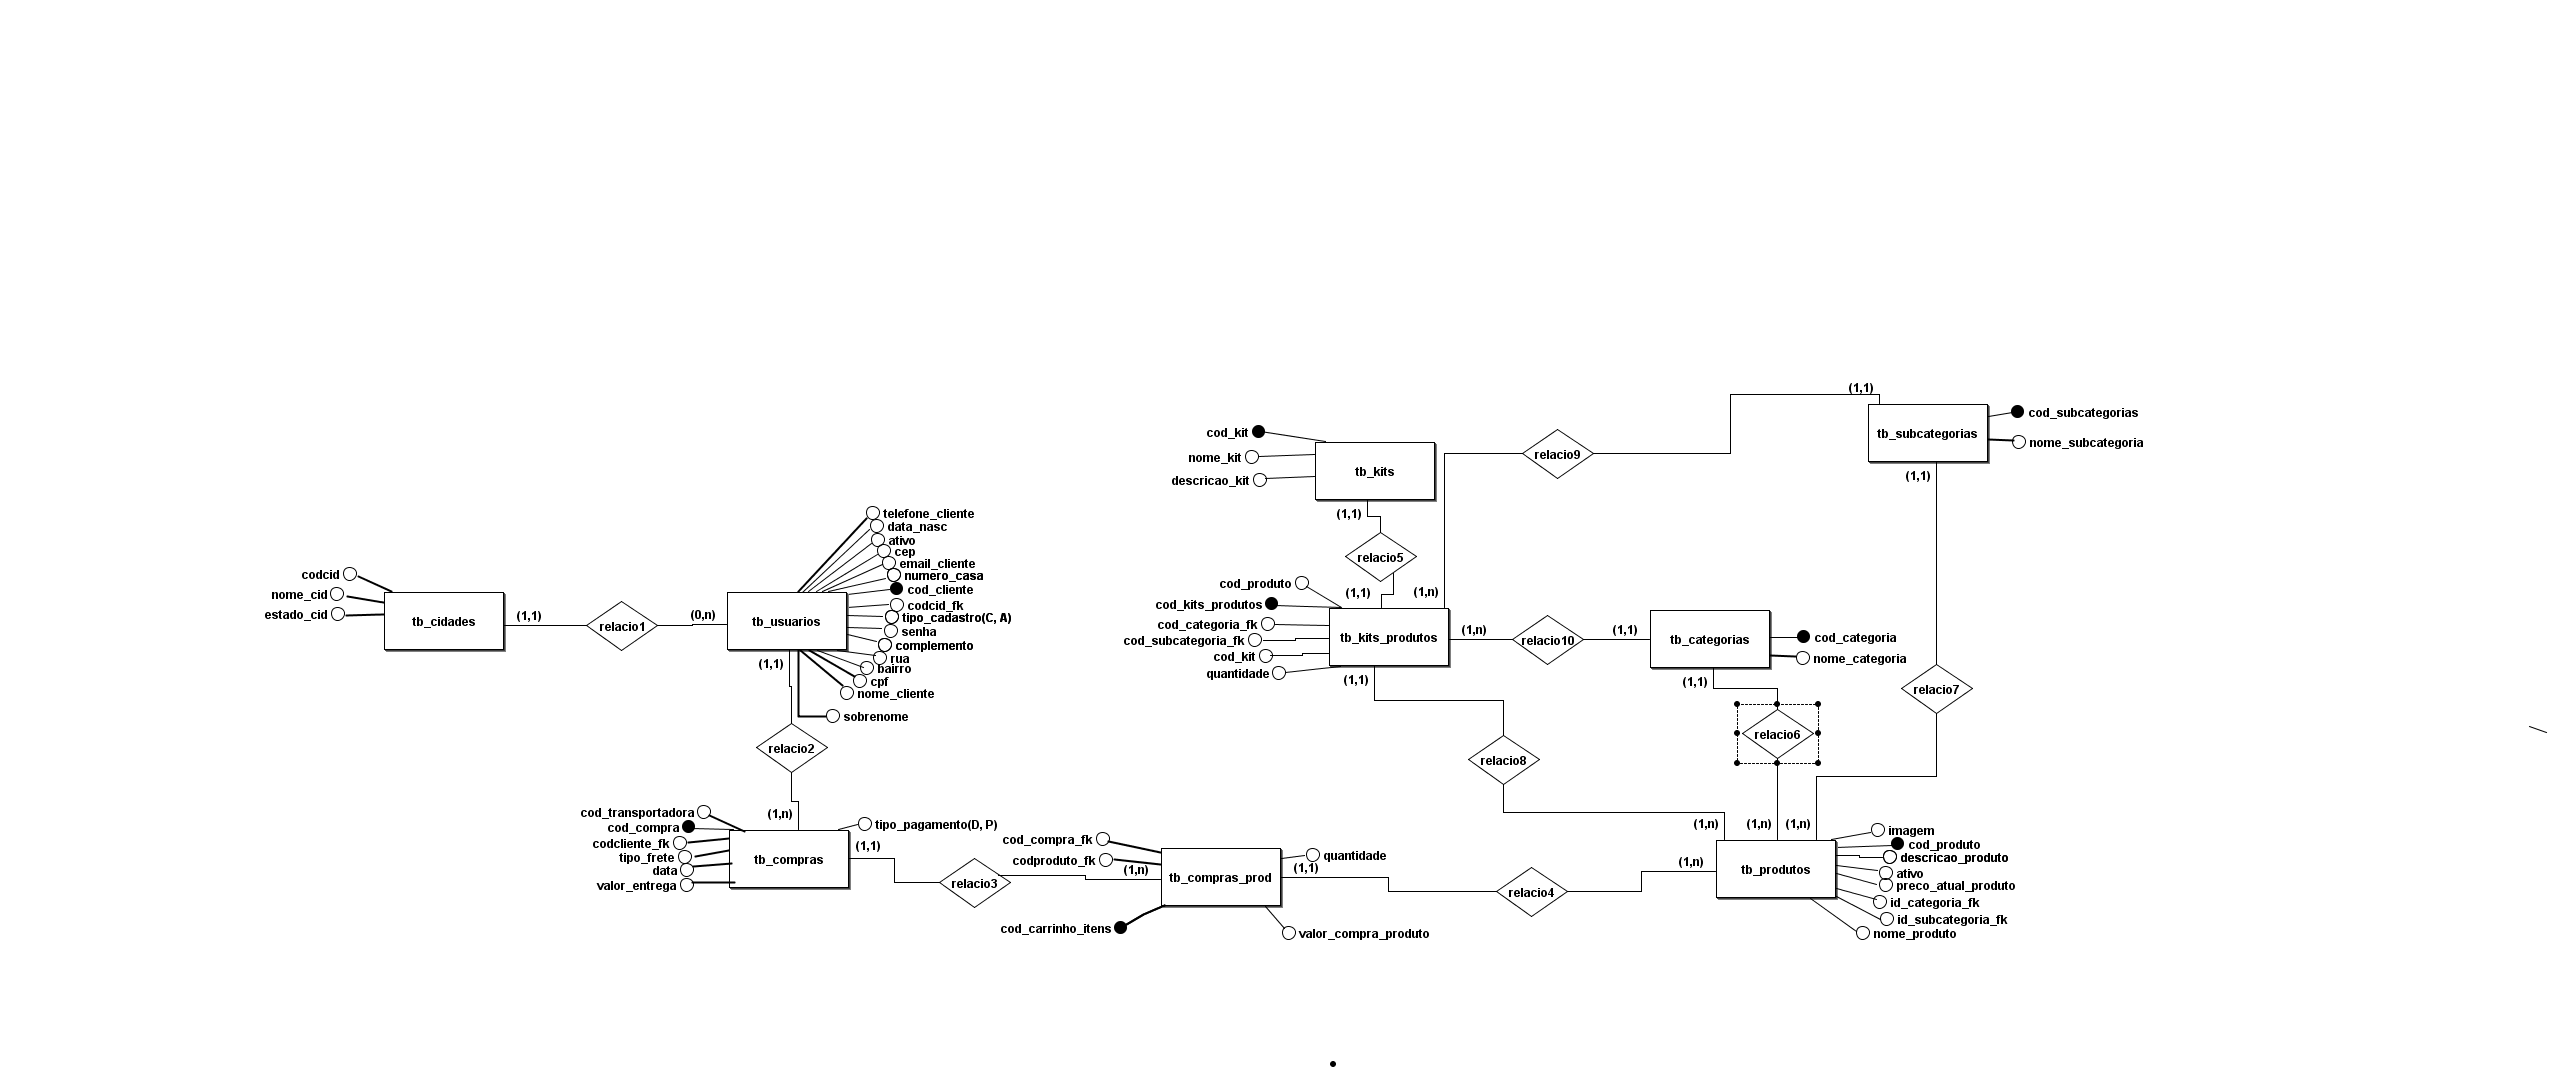 (1,1)
cod_subcategorias
tb_subcategorias
nome_subcategoria
(1,1)
cod_kit
nome_kit
descricao_kit
tb_kits
(1,1)
relacio9
relacio5
(1,1)
(1,n)
telefone_cliente
data_nasc
ativo
cep
email_cliente
numero_casa
cod_cliente
codcid_fk
tipo_cadastro(C, A)
senha
complemento
rua
bairro
cpf
nome_cliente
sobrenome
codcid
nome_cid
estado_cid
tb_cidades
(1,1)
relacio1
(0,n)
tb_usuarios
(1,1)
relacio2
(1,n)
cod_produto
cod_kits_produtos
cod_categoria_fk
cod_subcategoria_fk
cod_kit
quantidade
tb_kits_produtos
(1,n)
relacio10
(1,1)
tb_categorias
cod_categoria
nome_categoria
(1,1)
(1,1)
relacio7
relacio6
relacio8
(1,n)
(1,n)
(1,n)
cod_transportadora
cod_compra
codcliente_fk
tipo_frete
data
valor_entrega
tb_compras
tipo_pagamento(D, P)
(1,1)
relacio3
cod_compra_fk
codproduto_fk
(1,n)
tb_compras_prod
cod_carrinho_itens
quantidade
(1,1)
valor_compra_produto
relacio4
(1,n)
tb_produtos
imagem
cod_produto
descricao_produto
ativo
preco_atual_produto
id_categoria_fk
id_subcategoria_fk
nome_produto